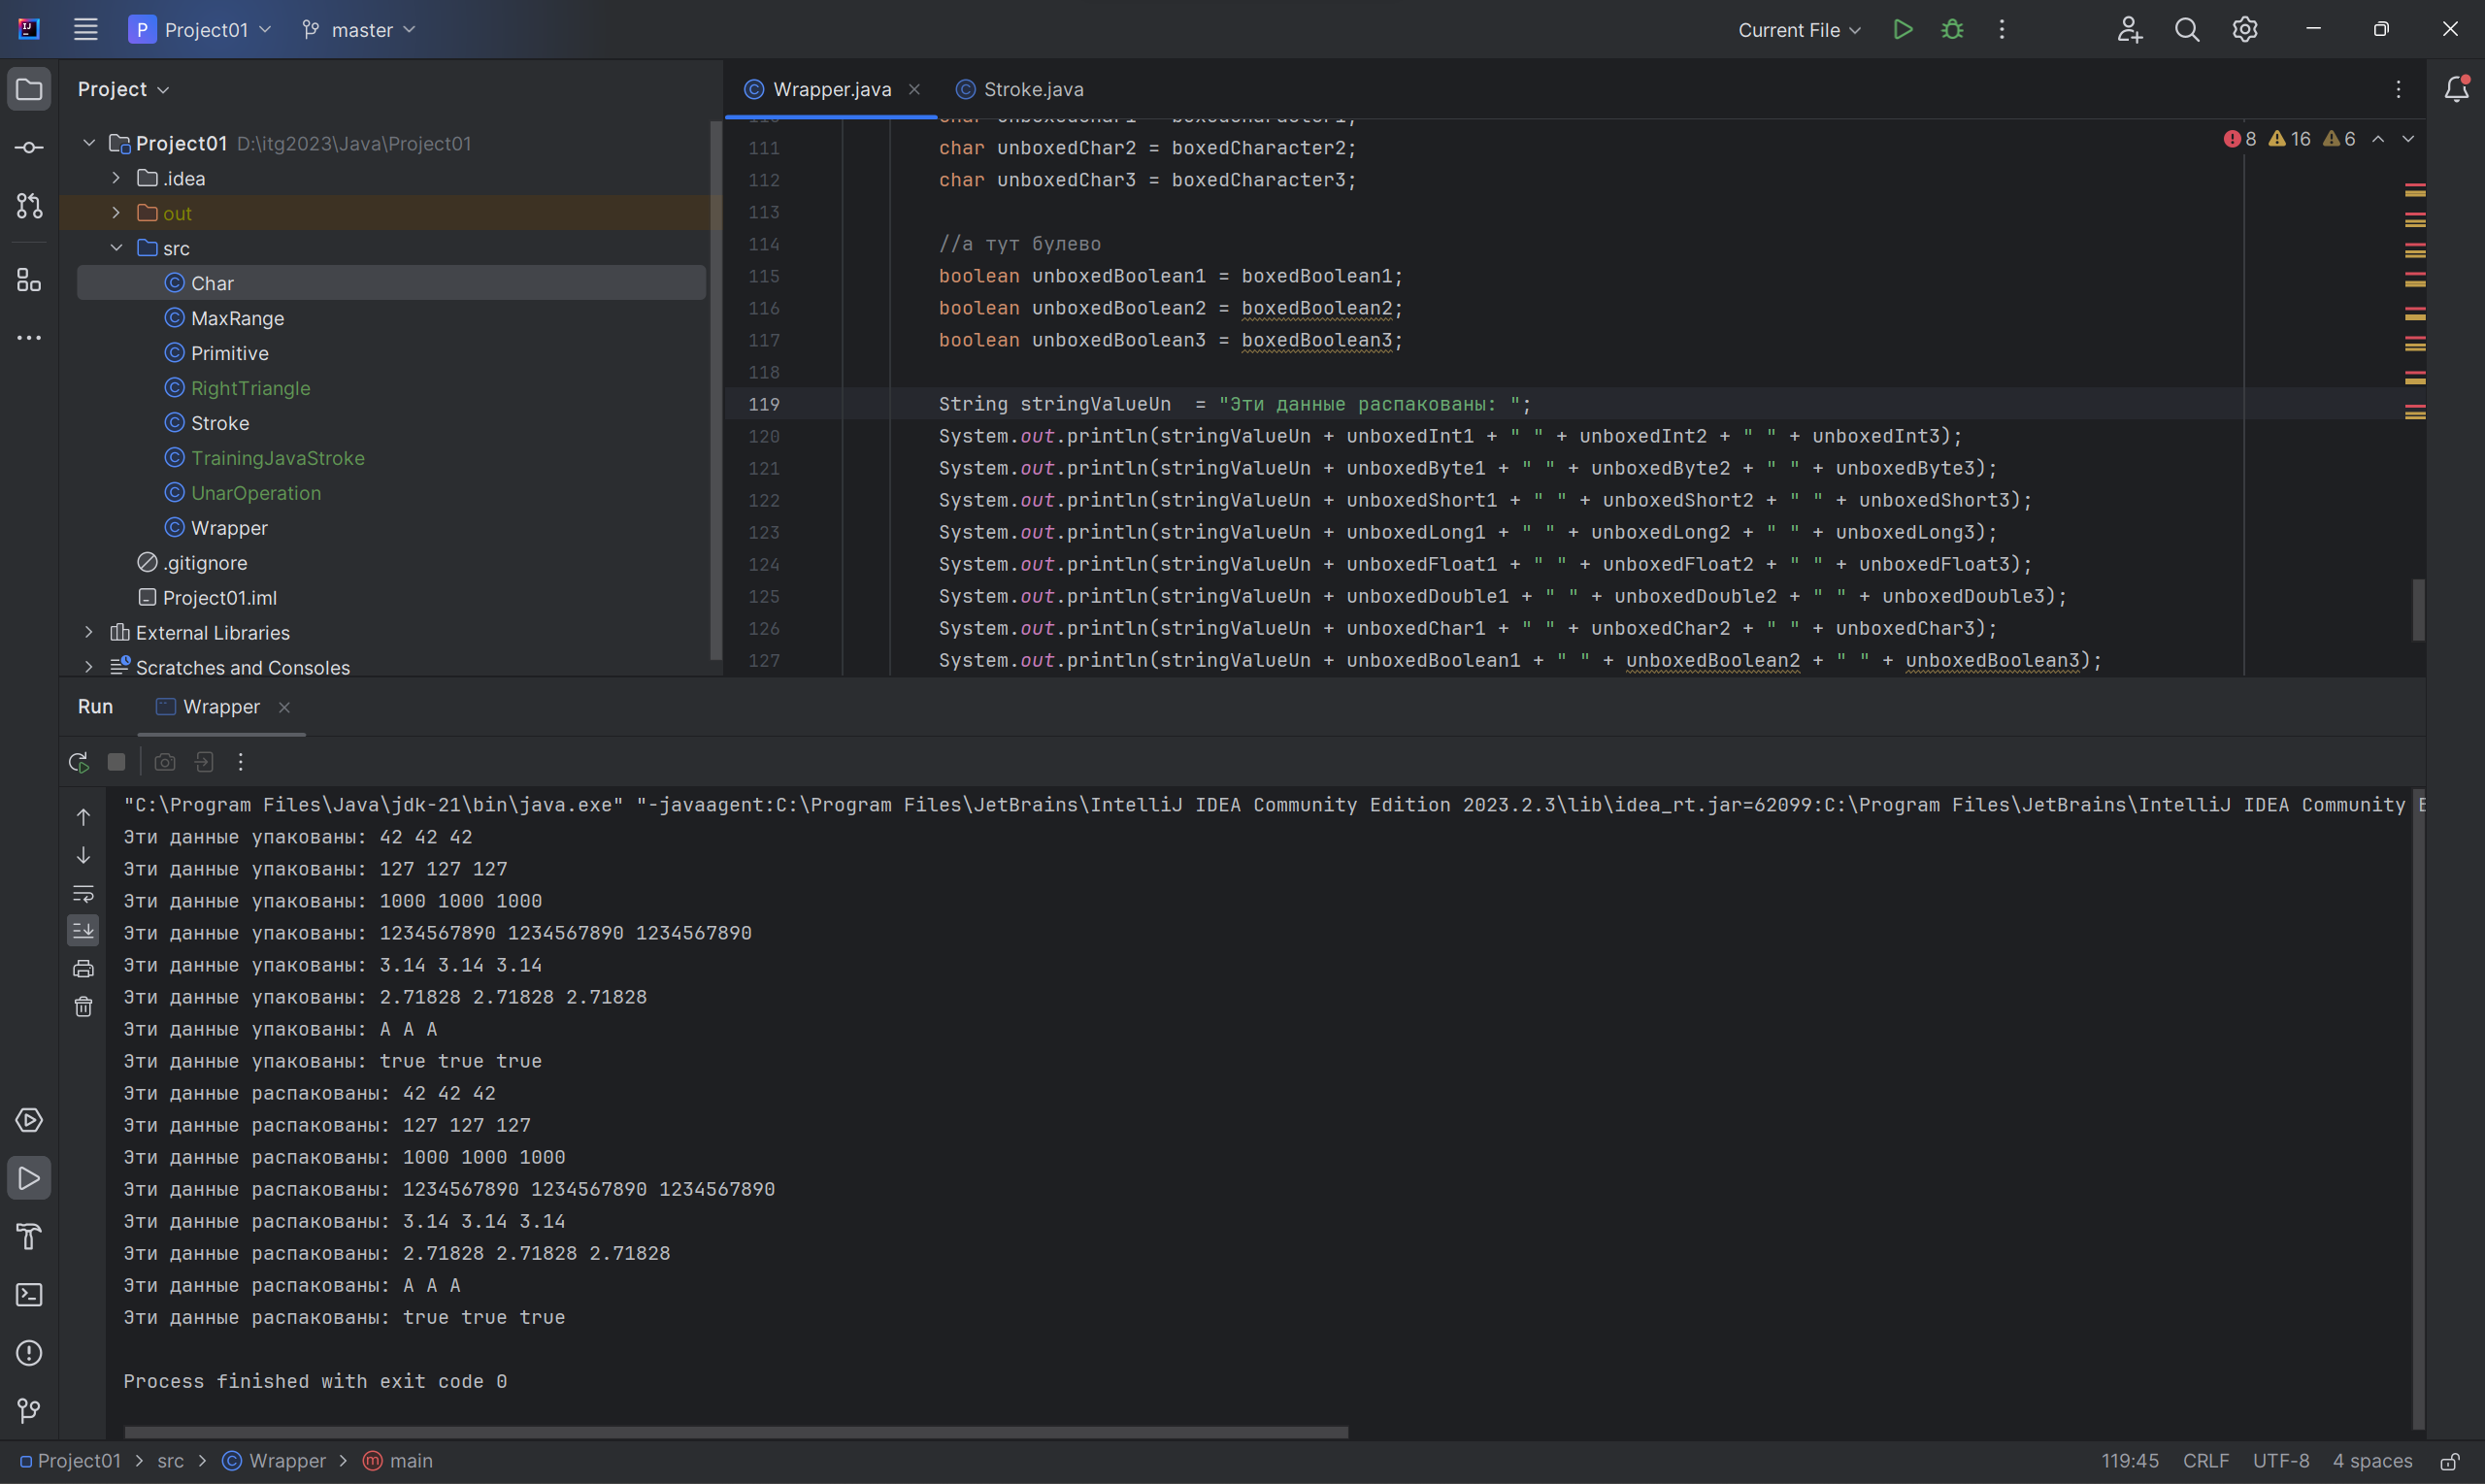 P Project01 master Current File
Project
Project01 D:\itg2023\Java\Project01
.idea
out
src
Char
MaxRange
Primitive
RightTriangle
Stroke
TrainingJavaStroke
UnarOperation
Wrapper
.gitignore
Project01.iml
External Libraries
Scratches and Consoles
Wrapper.java Stroke.java
8 16 6
111 char unboxedChar2 = boxedCharacter2;
112 char unboxedChar3 = boxedCharacter3;
113
114 //а тут булево
115 boolean unboxedBoolean1 = boxedBoolean1;
116 boolean unboxedBoolean2 = boxedBoolean2;
117 boolean unboxedBoolean3 = boxedBoolean3;
118
119 String stringValueUn  = "Эти данные распакованы: ";
120 System.out.println(stringValueUn + unboxedInt1 + " " + unboxedInt2 + " " + unboxedInt3);
121 System.out.println(stringValueUn + unboxedByte1 + " " + unboxedByte2 + " " + unboxedByte3);
122 System.out.println(stringValueUn + unboxedShort1 + " " + unboxedShort2 + " " + unboxedShort3);
123 System.out.println(stringValueUn + unboxedLong1 + " " + unboxedLong2 + " " + unboxedLong3);
124 System.out.println(stringValueUn + unboxedFloat1 + " " + unboxedFloat2 + " " + unboxedFloat3);
125 System.out.println(stringValueUn + unboxedDouble1 + " " + unboxedDouble2 + " " + unboxedDouble3);
126 System.out.println(stringValueUn + unboxedChar1 + " " + unboxedChar2 + " " + unboxedChar3);
127 System.out.println(stringValueUn + unboxedBoolean1 + " " + unboxedBoolean2 + " " + unboxedBoolean3);
Run Wrapper
"C:\Program Files\Java\jdk-21\bin\java.exe" "-javaagent:C:\Program Files\JetBrains\IntelliJ IDEA Community Edition 2023.2.3\lib\idea_rt.jar=62099:C:\Program Files\JetBrains\IntelliJ IDEA Community
Эти данные упакованы: 42 42 42
Эти данные упакованы: 127 127 127
Эти данные упакованы: 1000 1000 1000
Эти данные упакованы: 1234567890 1234567890 1234567890
Эти данные упакованы: 3.14 3.14 3.14
Эти данные упакованы: 2.71828 2.71828 2.71828
Эти данные упакованы: A A A
Эти данные упакованы: true true true
Эти данные распакованы: 42 42 42
Эти данные распакованы: 127 127 127
Эти данные распакованы: 1000 1000 1000
Эти данные распакованы: 1234567890 1234567890 1234567890
Эти данные распакованы: 3.14 3.14 3.14
Эти данные распакованы: 2.71828 2.71828 2.71828
Эти данные распакованы: A A A
Эти данные распакованы: true true true
Process finished with exit code 0
Project01 > src > Wrapper > main 119:45 CRLF UTF-8 4 spaces